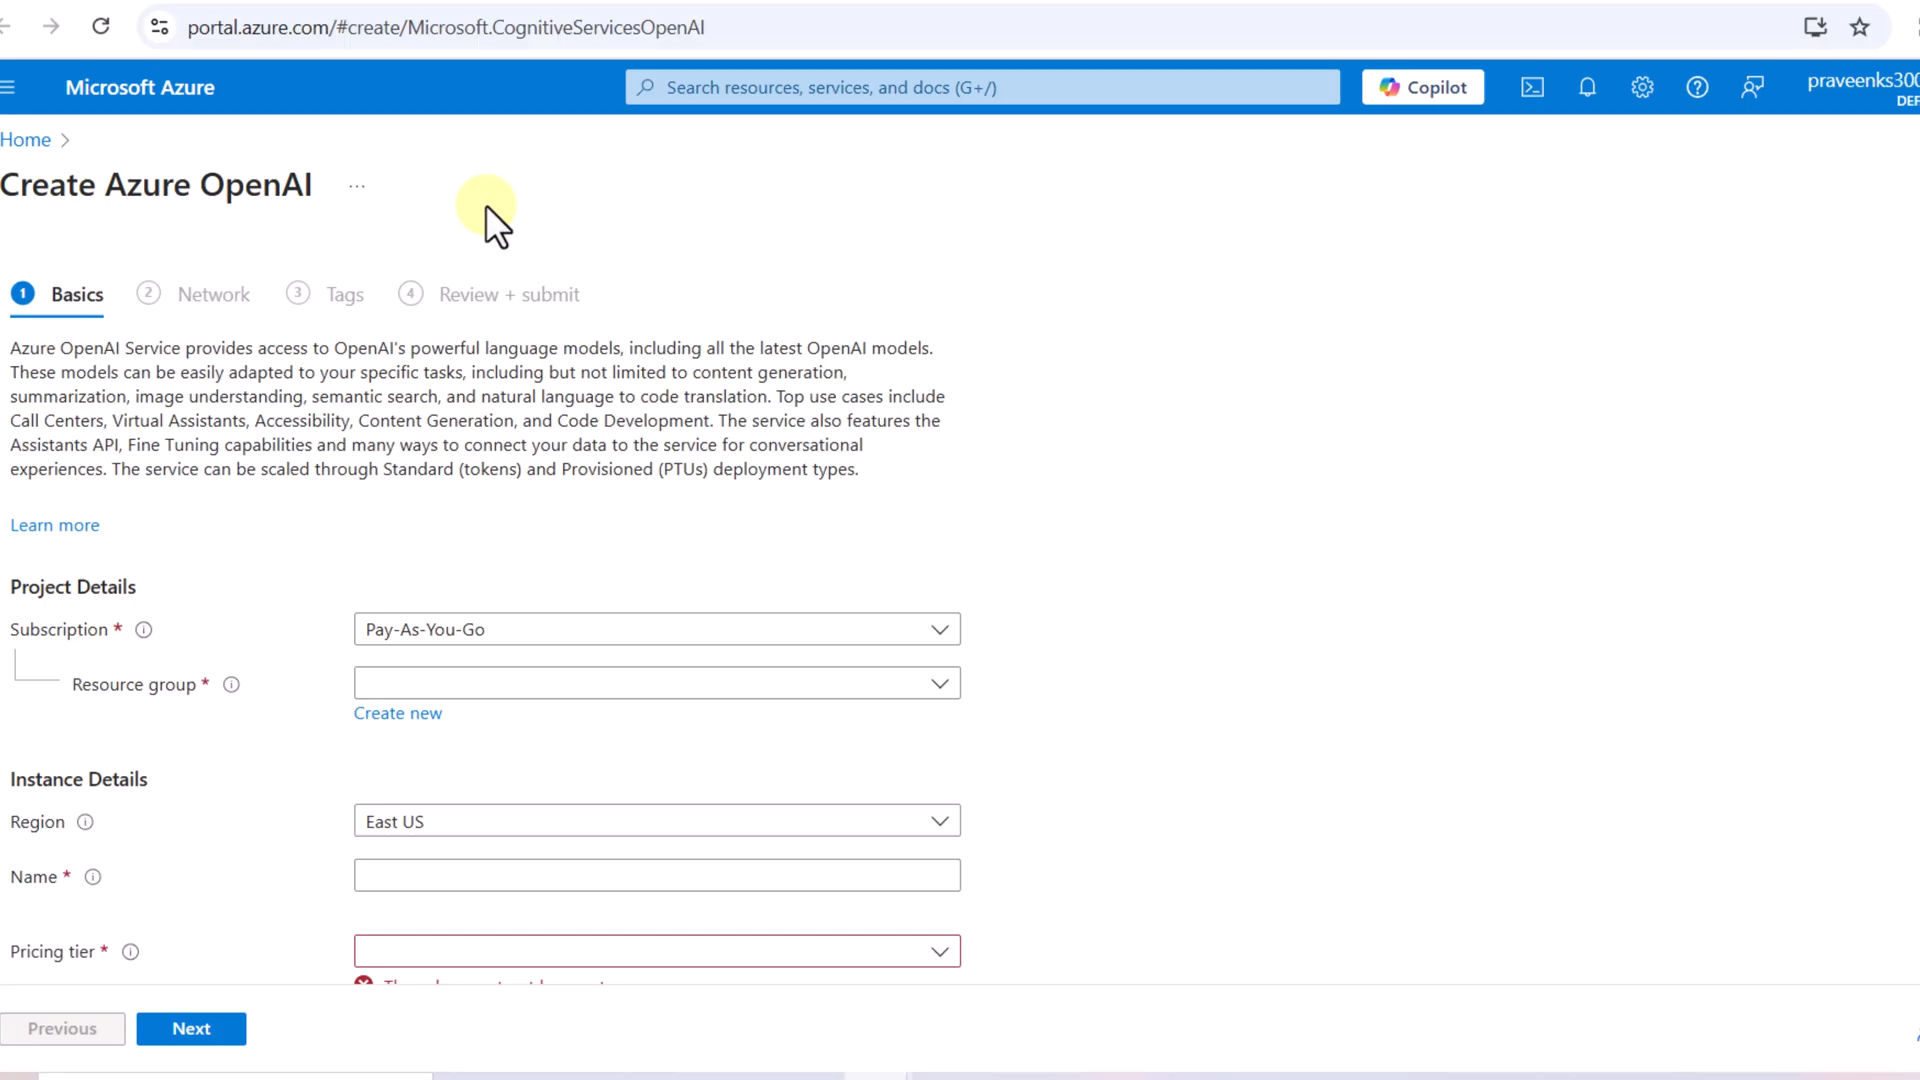 portal.azure.com/#create/Microsoft.CognitiveServicesOpenAI
Microsoft Azure
Search resources, services, and docs (G+/)
Copilot
praveenks300
DEF
Home
Create Azure OpenAI ...
1 Basics 2 Network 3 Tags 4 Review + submit
Azure OpenAI Service provides access to OpenAI's powerful language models, including all the latest OpenAI models.
These models can be easily adapted to your specific tasks, including but not limited to content generation,
summarization, image understanding, semantic search, and natural language to code translation. Top use cases include
Call Centers, Virtual Assistants, Accessibility, Content Generation, and Code Development. The service also features the
Assistants API, Fine Tuning capabilities and many ways to connect your data to the service for conversational
experiences. The service can be scaled through Standard (tokens) and Provisioned (PTUs) deployment types.
Learn more
Project Details
Subscription * Pay-As-You-Go
Resource group *
Create new
Instance Details
Region East US
Name *
Pricing tier *
Previous Next